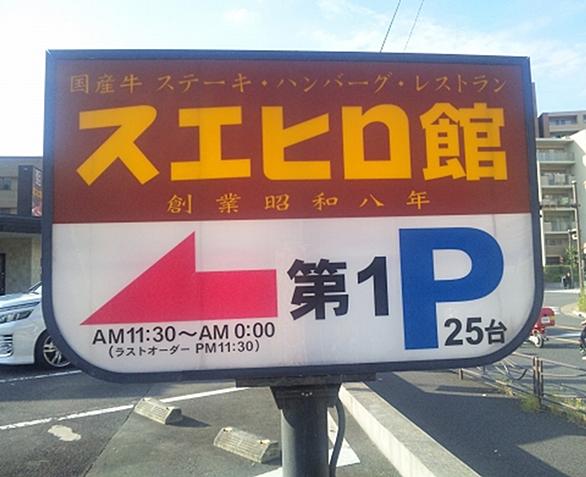 国産牛 ステーキ・ハンバーグ・レストラン
スエヒロ館
創業昭和八年
第1 P
AM11:30〜AM 0:00
（ラストオーダー PM11:30）
25台